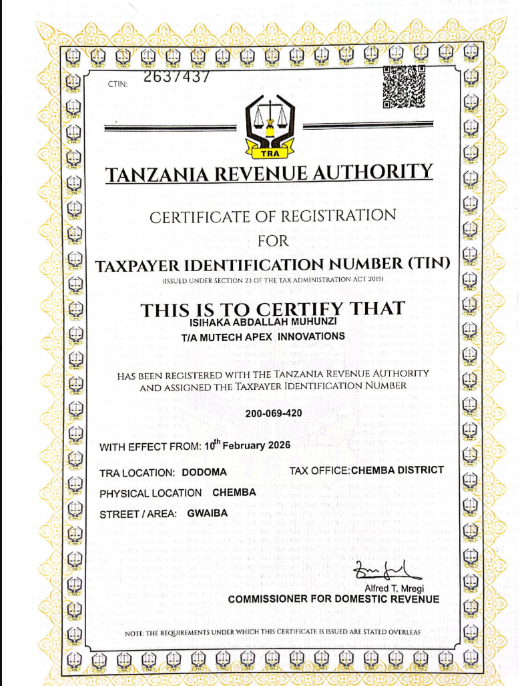 CTIN: 2637437
TRA
TANZANIA REVENUE AUTHORITY
CERTIFICATE OF REGISTRATION
FOR
TAXPAYER IDENTIFICATION NUMBER (TIN)
(ISSUED UNDER SECTION 23 OF THE TAX ADMINISTRATION ACT 2015)
THIS IS TO CERTIFY THAT
ISIHAKA ABDALLAH MUHUNZI
T/A MUTECH APEX INNOVATIONS
HAS BEEN REGISTERED WITH THE TANZANIA REVENUE AUTHORITY
AND ASSIGNED THE TAXPAYER IDENTIFICATION NUMBER
200-069-420
WITH EFFECT FROM: 10th February 2026
TRA LOCATION: DODOMA TAX OFFICE: CHEMBA DISTRICT
PHYSICAL LOCATION CHEMBA
STREET / AREA: GWAIBA
Alfred T. Mregi
COMMISSIONER FOR DOMESTIC REVENUE
NOTE: THE REQUIREMENTS UNDER WHICH THIS CERTIFICATE IS ISSUED ARE STATED OVERLEAF